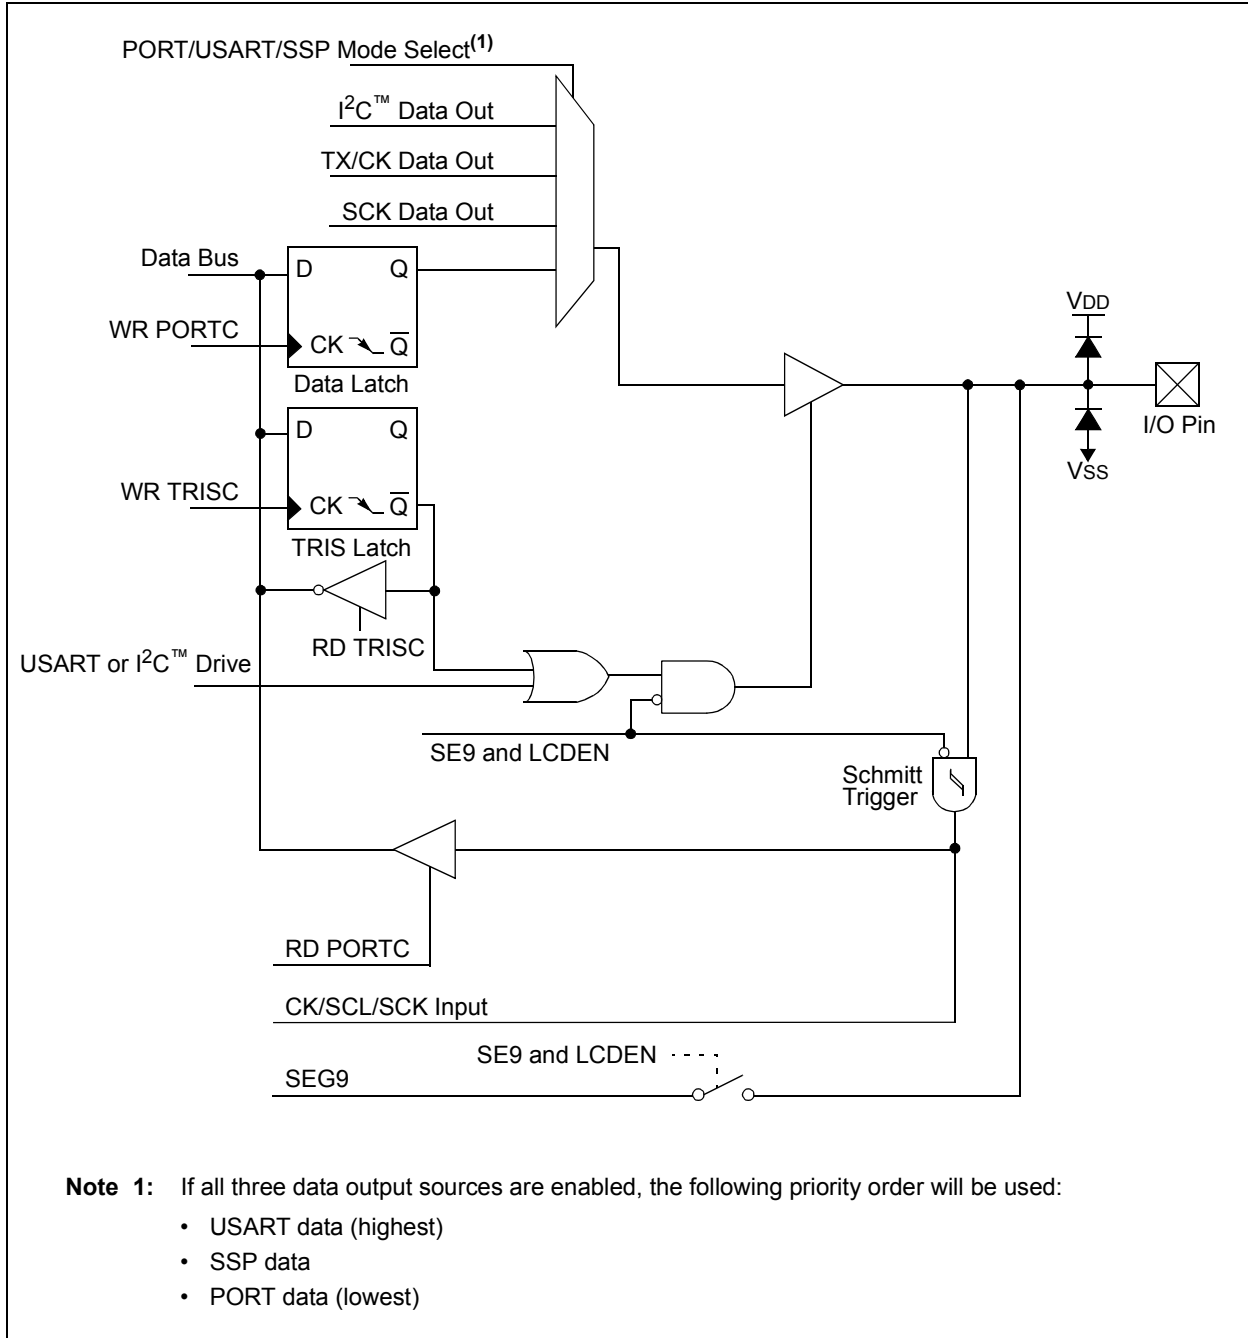 PORT/USART/SSP Mode Select(1)
I2C™ Data Out
TX/CK Data Out
SCK Data Out
Data Bus
D Q
WR PORTC
CK Q
Data Latch
VDD
I/O Pin
VSS
D Q
WR TRISC
CK Q
TRIS Latch
RD TRISC
USART or I2C™ Drive
SE9 and LCDEN
Schmitt
Trigger
RD PORTC
CK/SCL/SCK Input
SE9 and LCDEN
SEG9
Note 1: If all three data output sources are enabled, the following priority order will be used:
• USART data (highest)
• SSP data
• PORT data (lowest)